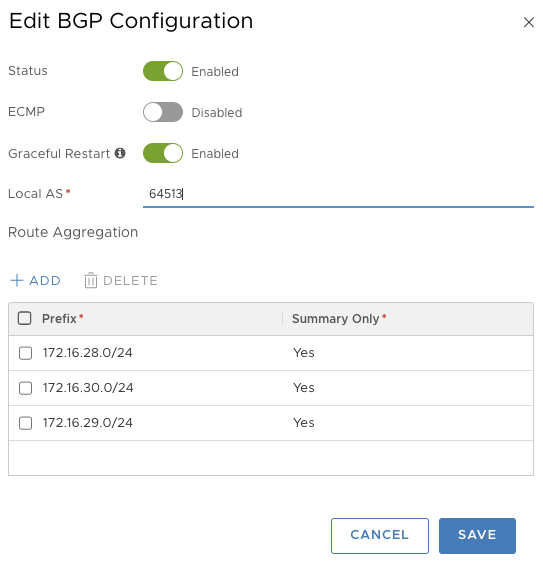 Edit BGP Configuration
Status Enabled
ECMP Disabled
Graceful Restart Enabled
Local AS* 64513
Route Aggregation
+ ADD DELETE
Prefix* Summary Only*
172.16.28.0/24 Yes
172.16.30.0/24 Yes
172.16.29.0/24 Yes
CANCEL SAVE